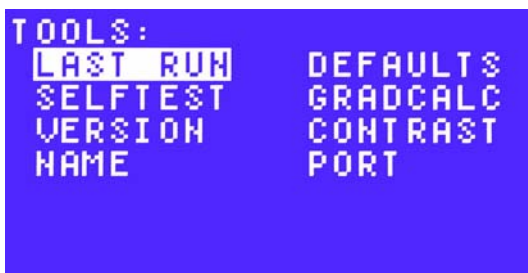 TOOLS:
LAST RUN DEFAULTS
SELFTEST GRADCALC
VERSION CONTRAST
NAME PORT